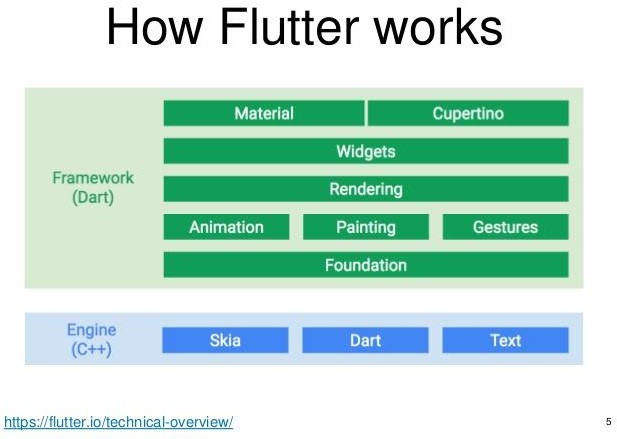 How Flutter works
Material Cupertino
Widgets
Framework
(Dart)
Rendering
Animation Painting Gestures
Foundation
Engine
(C++)
Skia Dart Text
https://flutter.io/technical-overview/
5